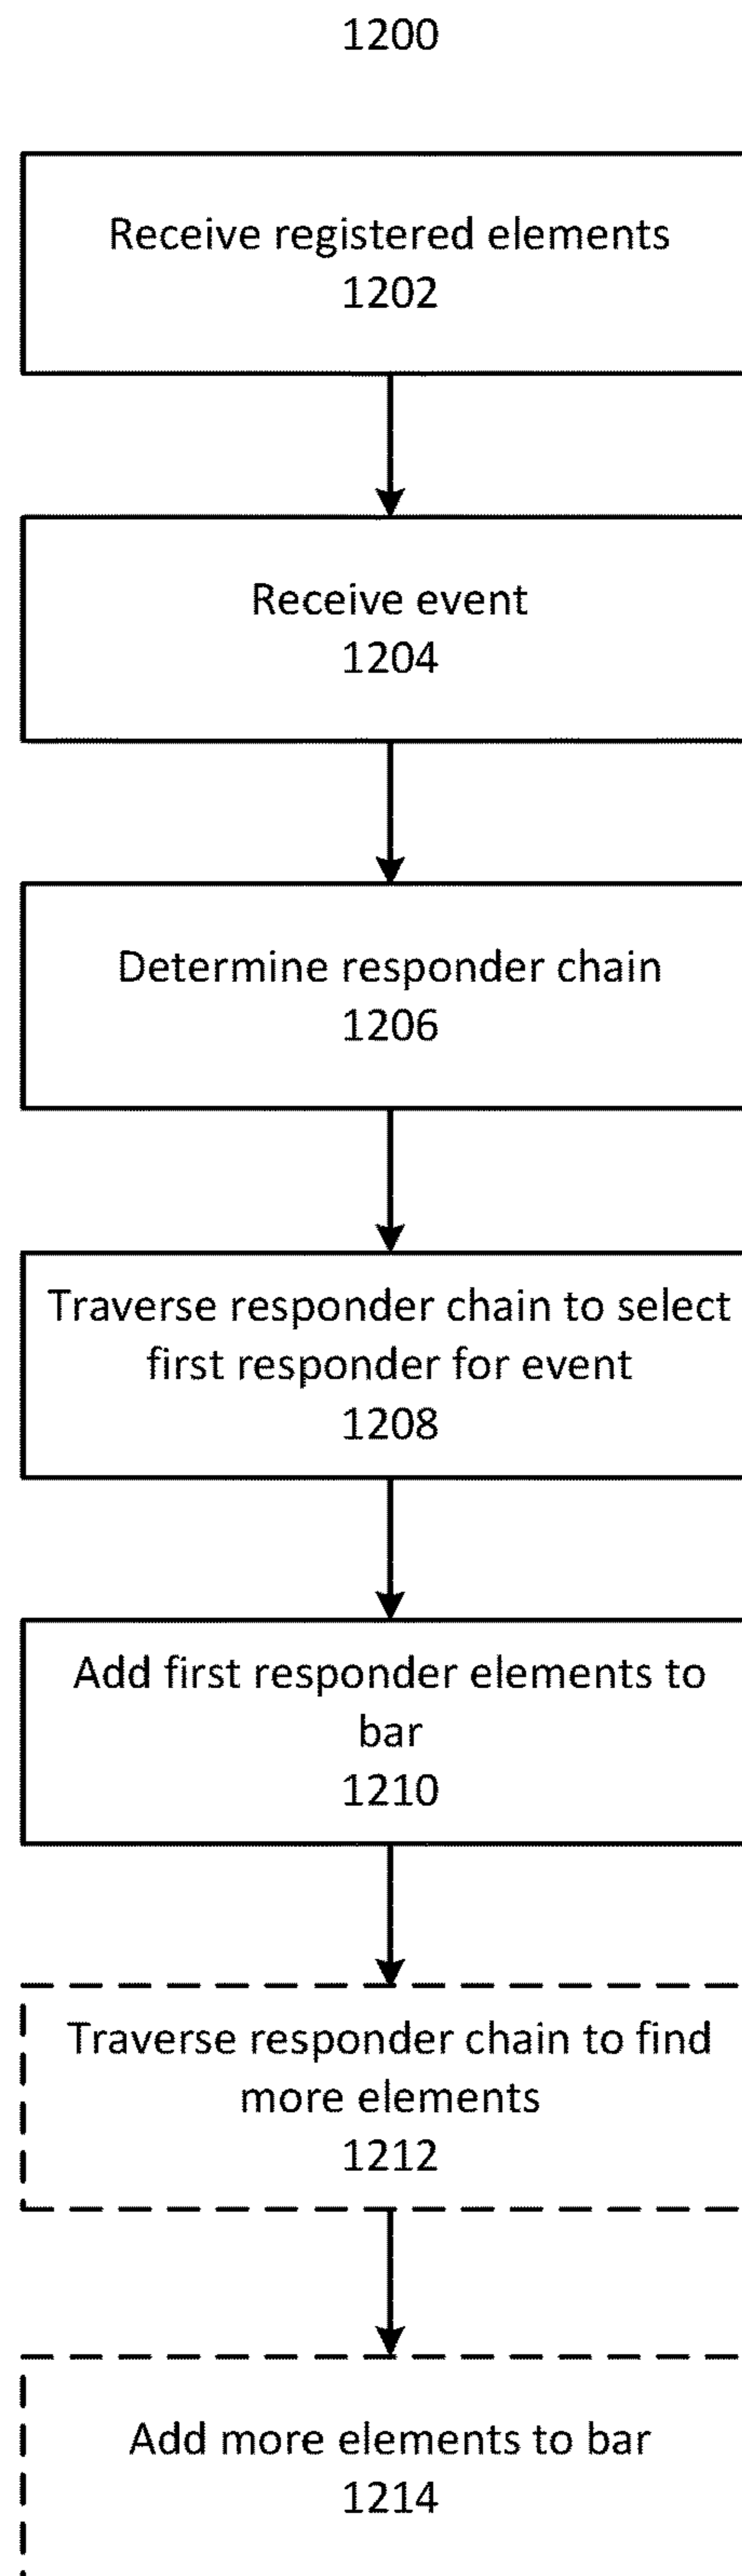 1200
Receive registered elements
1202
Receive event
1204
Determine responder chain
1206
Traverse responder chain to select
first responder for event
1208
Add first responder elements to
bar
1210
Traverse responder chain to find
more elements
1212
Add more elements to bar
1214